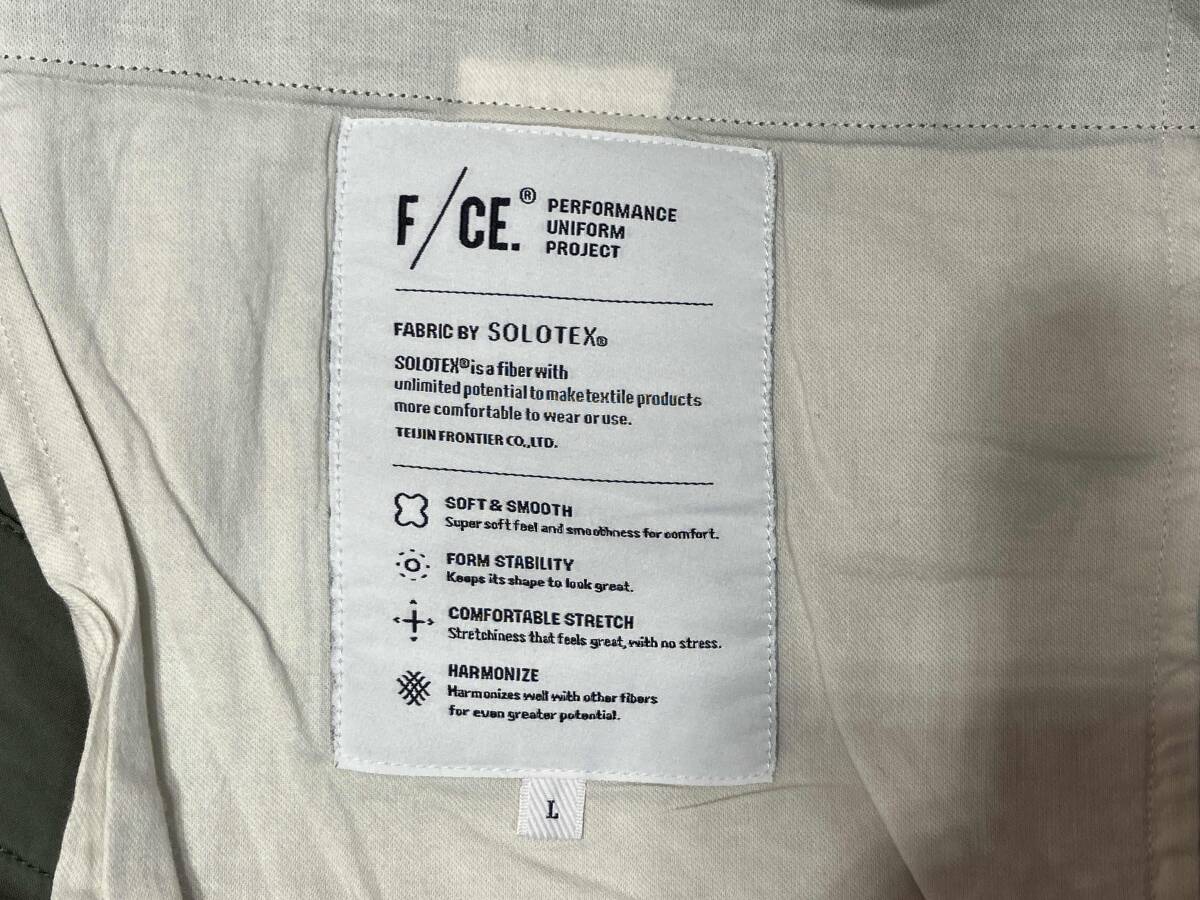 F/CE.® PERFORMANCE
UNIFORM
PROJECT
FABRIC BY SOLOTEX®
SOLOTEX® is a fiber with
unlimited potential to make textile products
more comfortable to wear or use.
TEIJIN FRONTIER CO.,LTD.
SOFT & SMOOTH
Super soft feel and smoothness for comfort.
FORM STABILITY
Keeps its shape to look great.
COMFORTABLE STRETCH
Stretchiness that feels great, with no stress.
HARMONIZE
Harmonizes well with other fibers
for even greater potential.
L